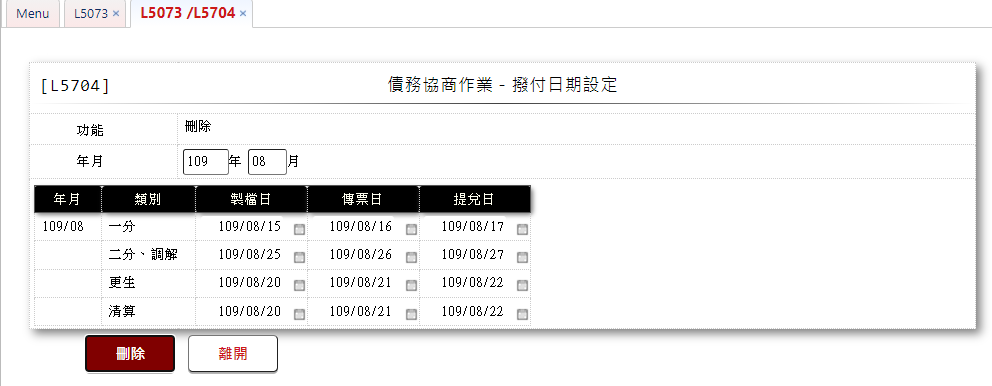 Menu L5073 × L5073 /L5704 ×
[L5704] 債務協商作業－撥付日期設定
功能 刪除
年月 109 年 08 月
年月 類別 製檔日 傳票日 提兌日
109/08 一分 109/08/15 109/08/16 109/08/17
二分、調解 109/08/25 109/08/26 109/08/27
更生 109/08/20 109/08/21 109/08/22
清算 109/08/20 109/08/21 109/08/22
刪除 離開